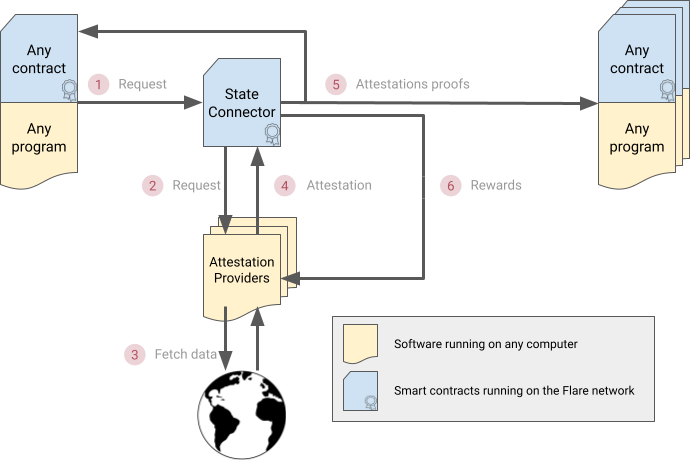 Any
contract
Any
program
1 Request
State
Connector
5 Attestations proofs
Any
contract
Any
program
2 Request
4 Attestation
6 Rewards
Attestation
Providers
3 Fetch data
Software running on any computer
Smart contracts running on the Flare network